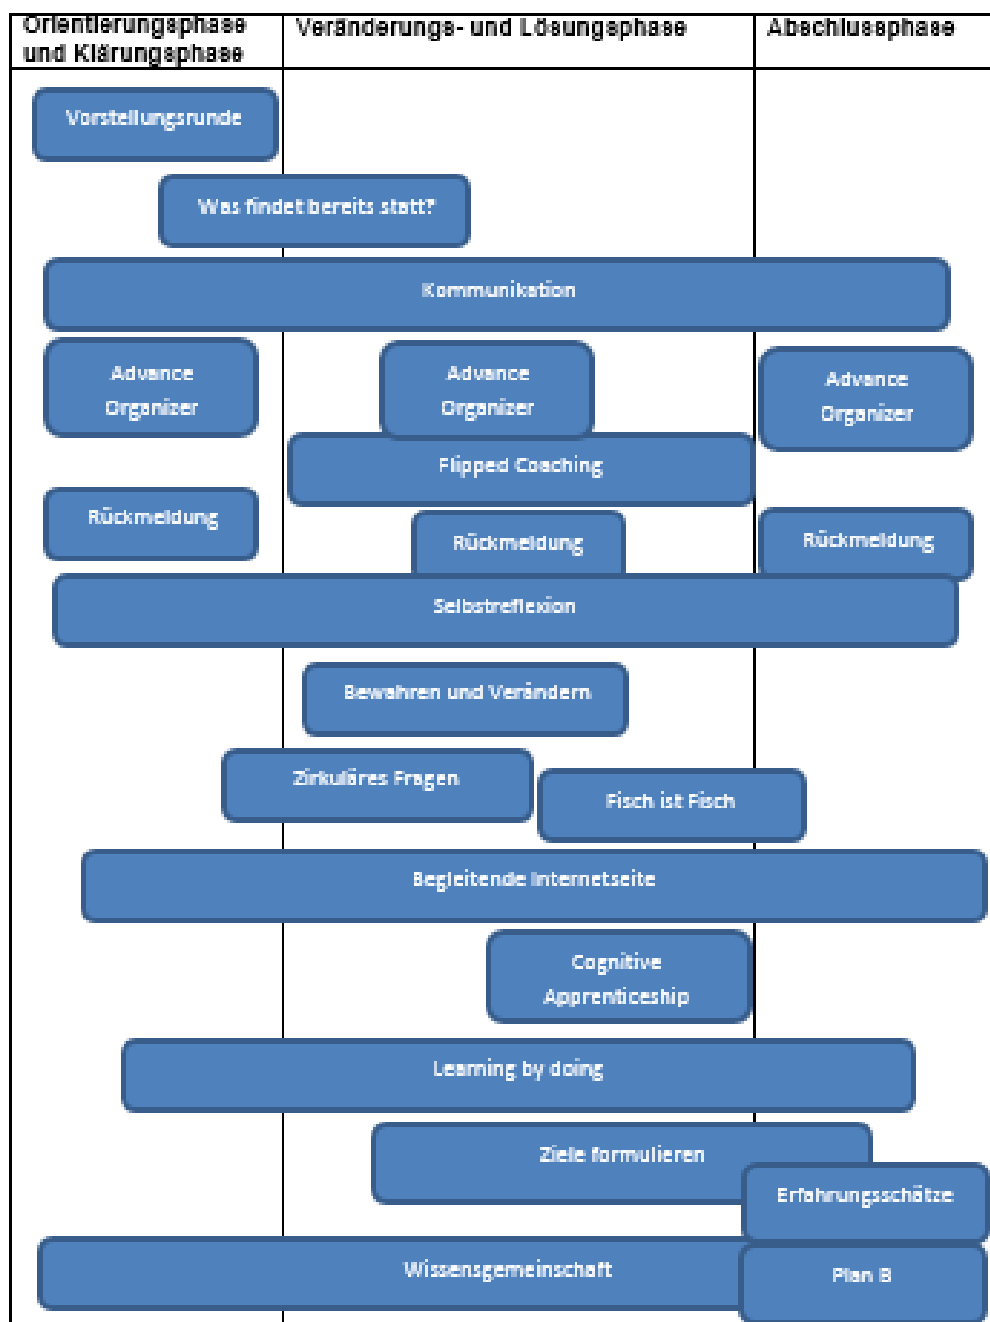 Orientierungsphase
und Klärungsphase
Veränderungs- und Lösungsphase
Abschlussphase
Vorstellungsrunde
Was findet bereits statt?
Kommunikation
Advance
Organizer
Advance
Organizer
Advance
Organizer
Flipped Coaching
Rückmeldung
Rückmeldung
Rückmeldung
Selbstreflexion
Bewahren und Verändern
Zirkuläres Fragen
Fisch ist Fisch
Begleitende Internetseite
Cognitive
Apprenticeship
Learning by doing
Ziele formulieren
Erfahrungsschätze
Wissensgemeinschaft
Plan B